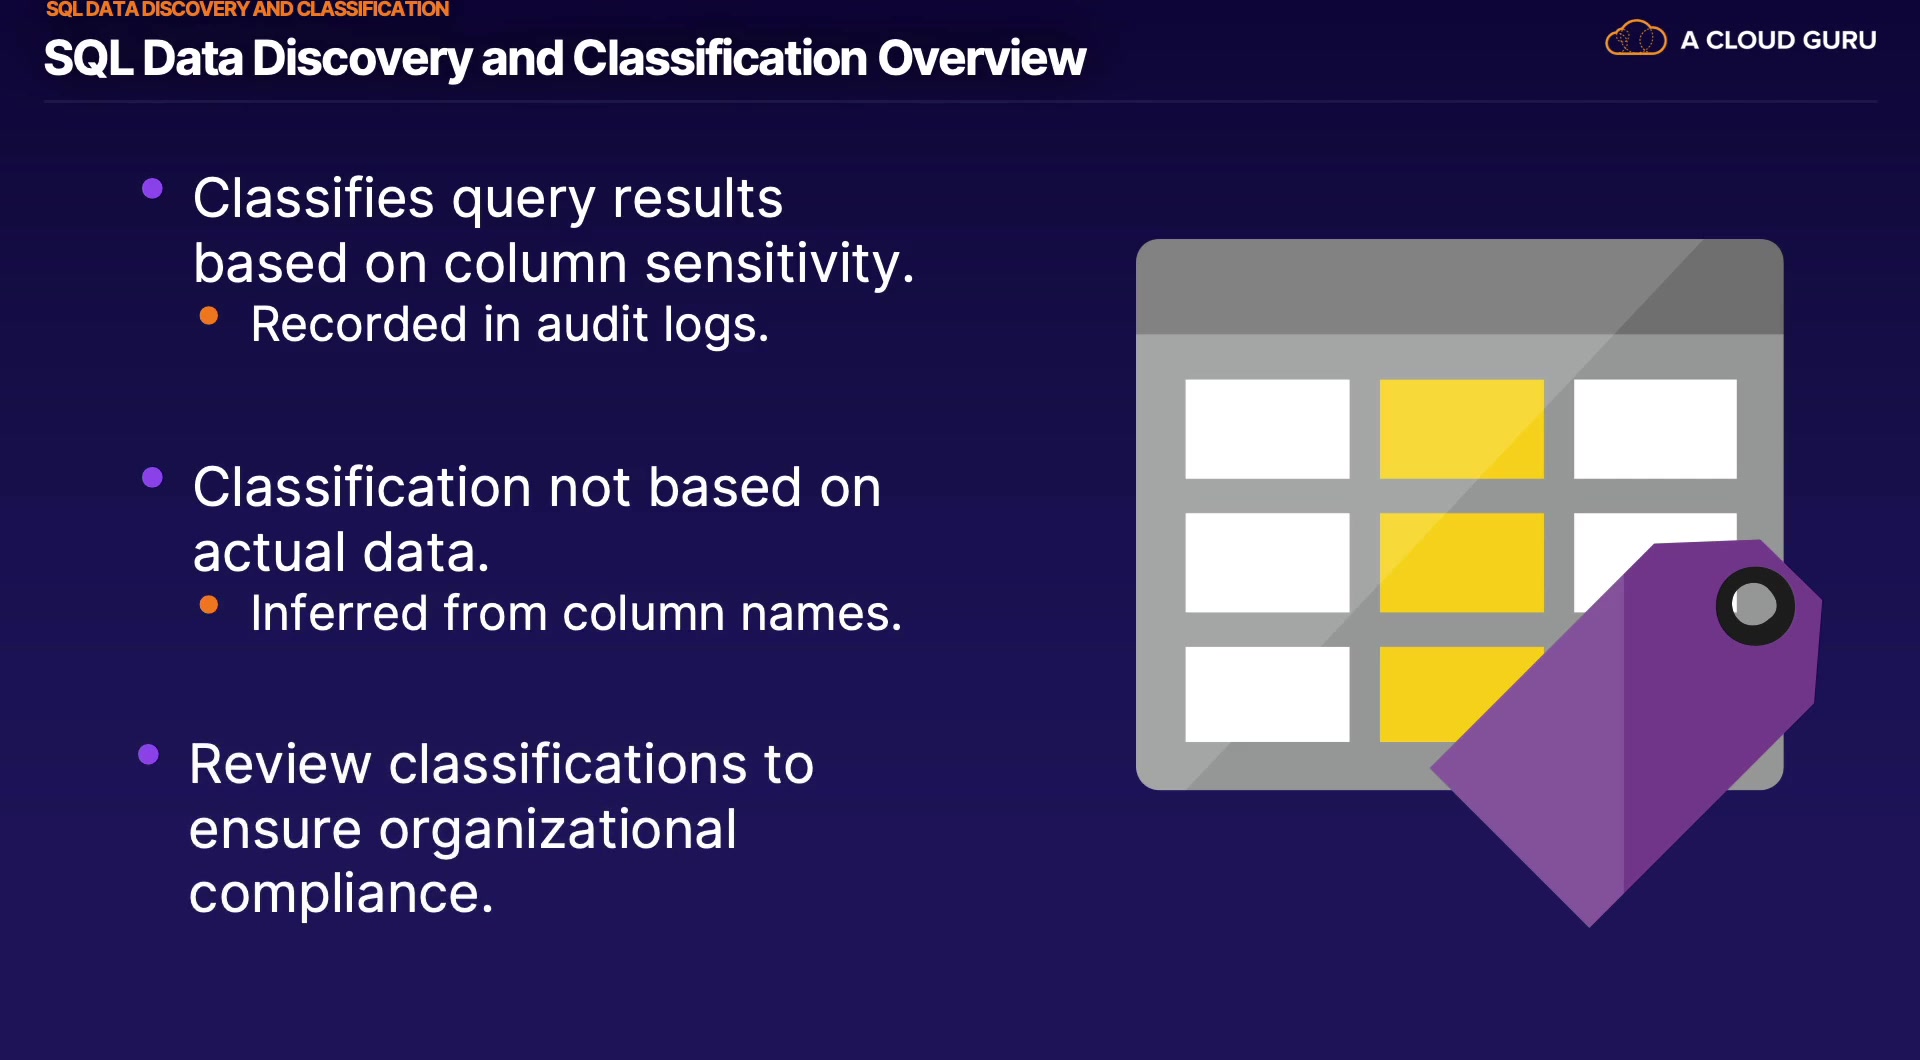 SQL DATA DISCOVERY AND CLASSIFICATION
SQL Data Discovery and Classification Overview
A CLOUD GURU
Classifies query results
based on column sensitivity.
Recorded in audit logs.
Classification not based on
actual data.
Inferred from column names.
Review classifications to
ensure organizational
compliance.